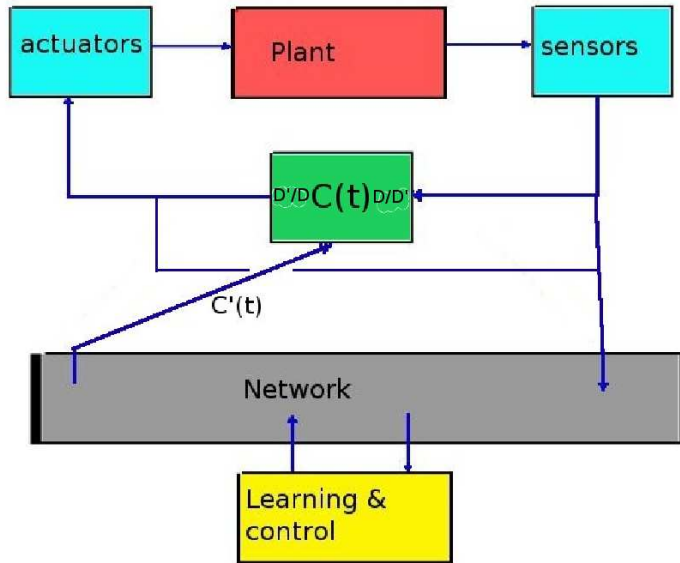 actuators
Plant
sensors
D'/D C(t) D/D'
C'(t)
Network
Learning &
control